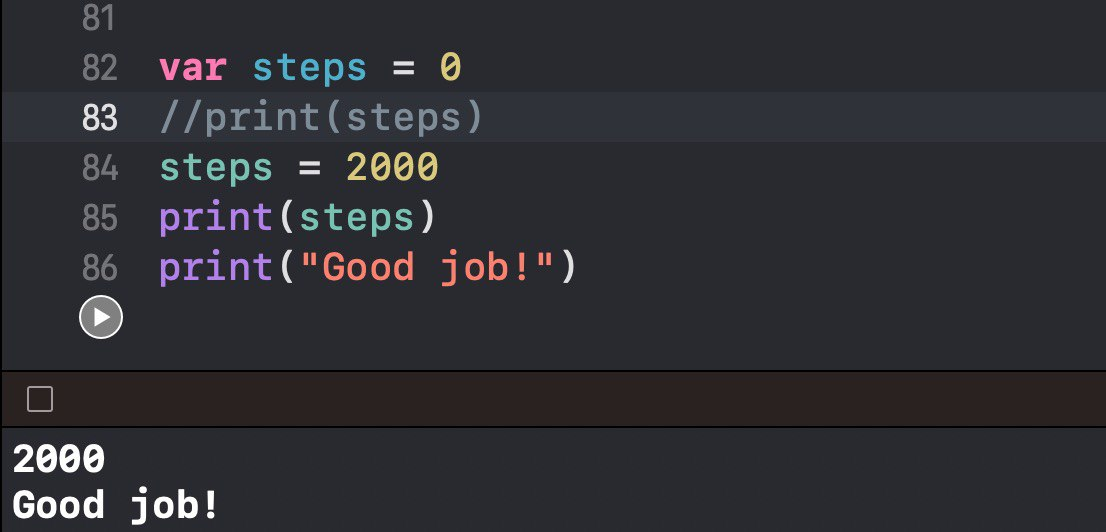 81
82 var steps = 0
83 //print(steps)
84 steps = 2000
85 print(steps)
86 print("Good job!")
2000
Good job!